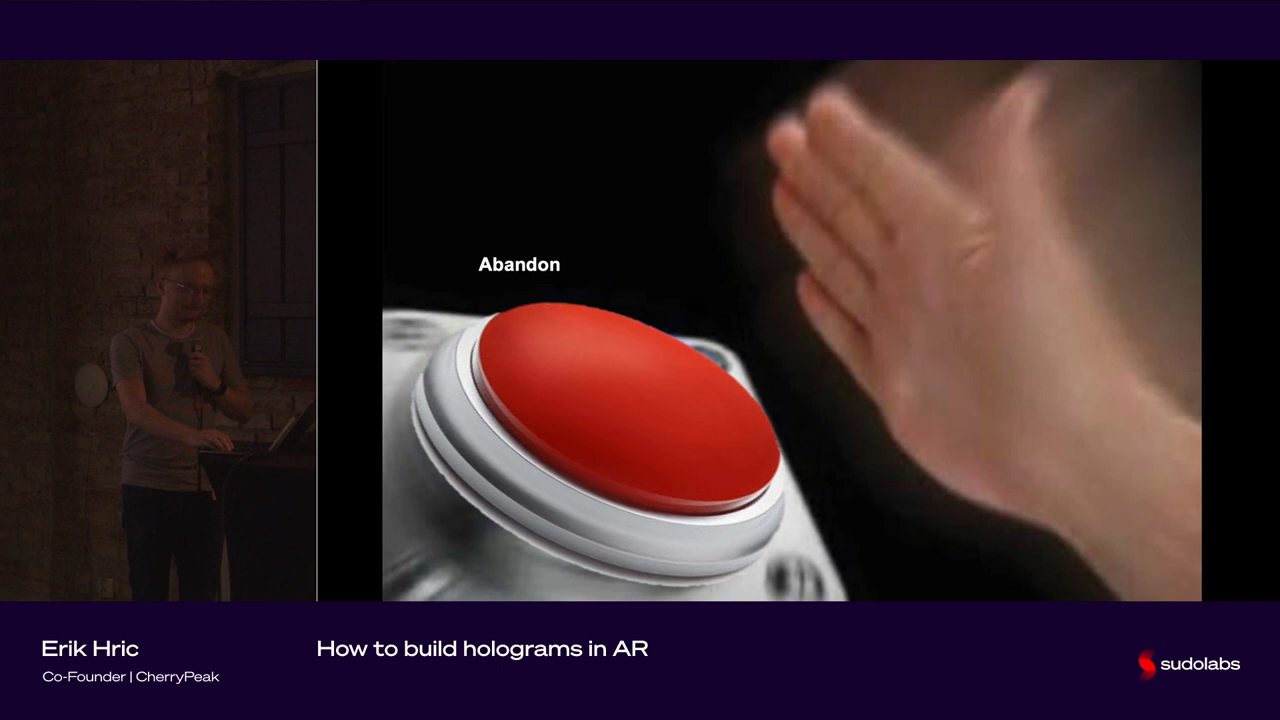 Abandon
Erik Hric
How to build holograms in AR
Co-Founder | CherryPeak
sudolabs